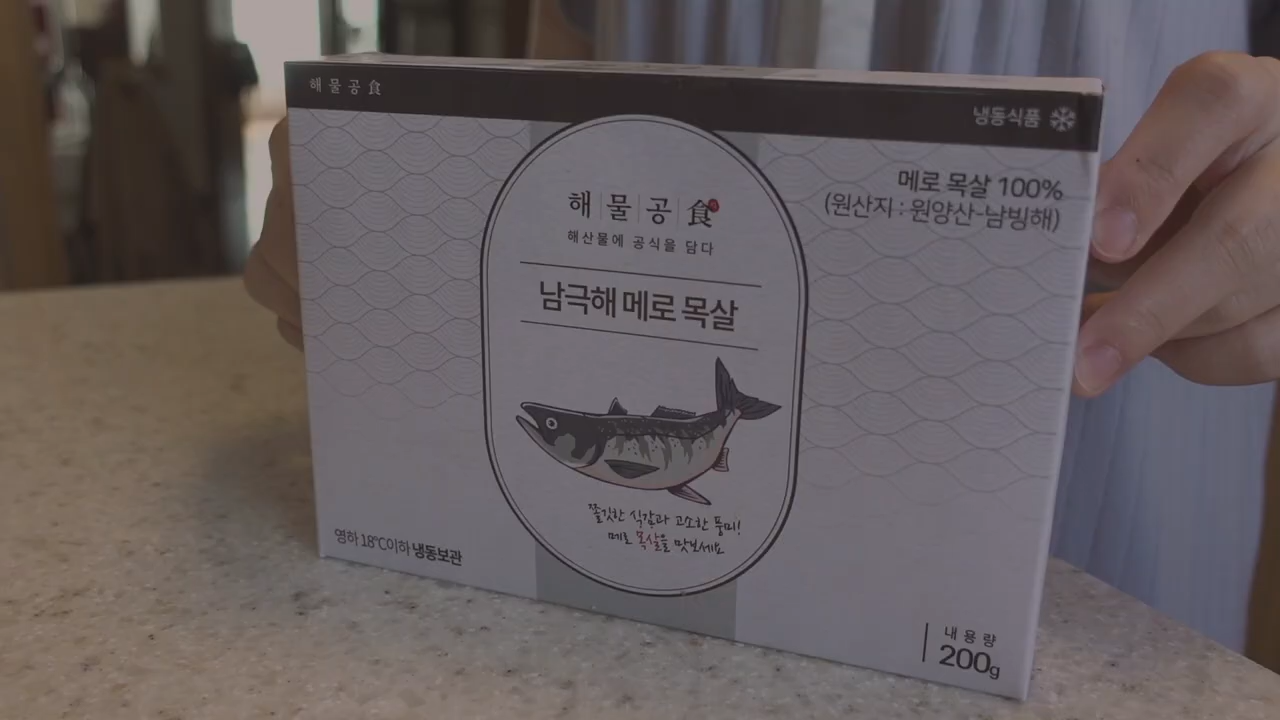 해물공食
냉동식품
메로 목살 100%
(원산지 : 원양산-남빙해)
해물공食
해산물에 공식을 담다
남극해 메로 목살
쫄깃한 식감과 고소한 풍미!
메로 목살을 맛보세요
영하 18℃이하 냉동보관
내용량
200g